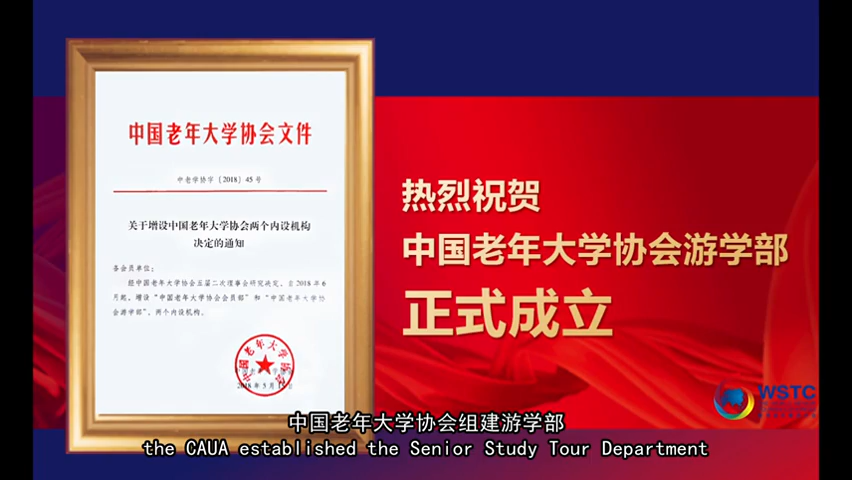 中国老年大学协会文件
中老学协字〔2018〕45号
关于增设中国老年大学协会两个内设机构
决定的通知
各会员单位:
经中国老年大学协会五届二次理事会研究决定,自2018年6
月起,增设“中国老年大学协会会员部”和“中国老年大学协
会游学部”,两个内设机构。
中国老年大学协会
热烈祝贺
中国老年大学协会游学部
正式成立
WSTC
中国老年大学协会组建游学部
the CAUA established the Senior Study Tour Department